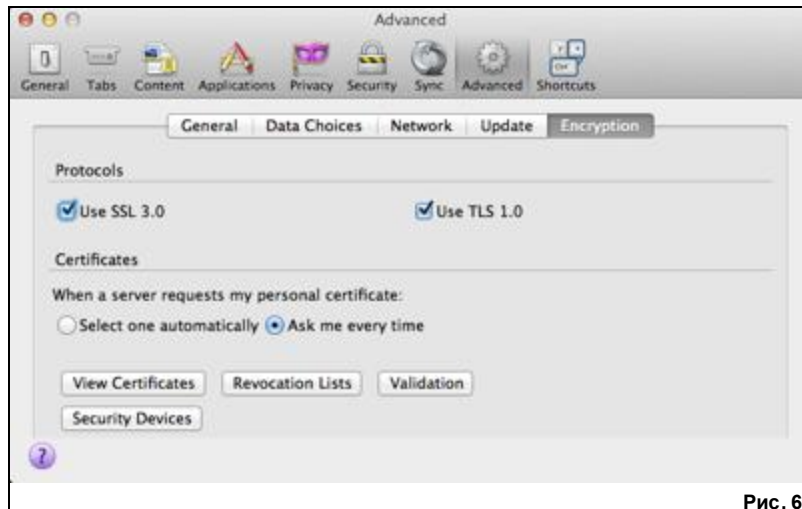 Advanced
General Tabs Content Applications Privacy Security Sync Advanced Shortcuts
General Data Choices Network Update Encryption
Protocols
Use SSL 3.0 Use TLS 1.0
Certificates
When a server requests my personal certificate:
Select one automatically Ask me every time
View Certificates Revocation Lists Validation
Security Devices
?
Рис. 6